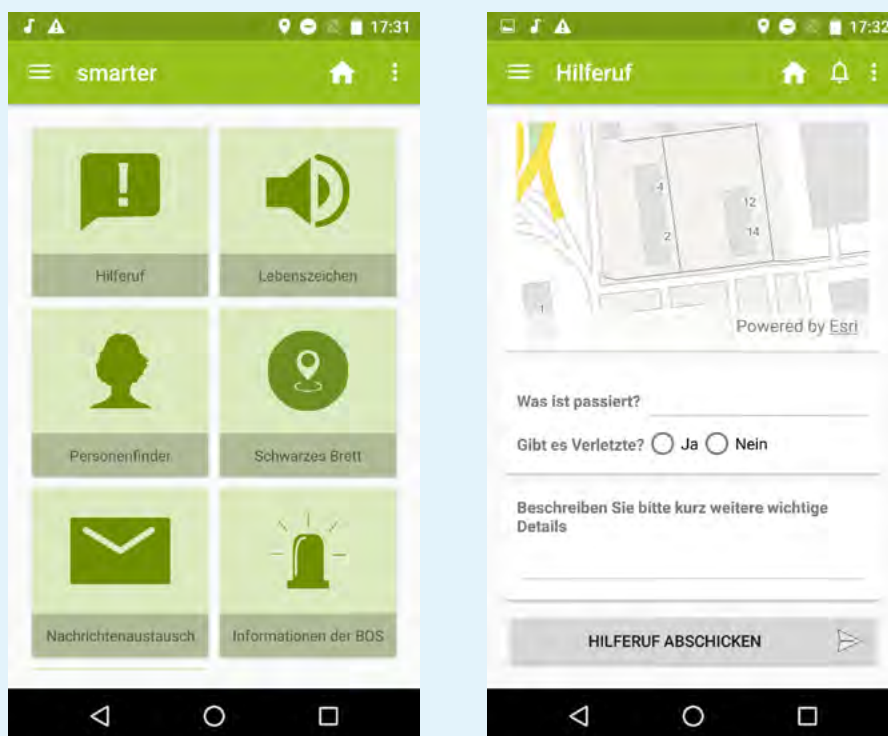 17:31
smarter
Hilferuf
Lebenszeichen
Personenfinder
Schwarzes Brett
Nachrichtenaustausch
Informationen der BOS
17:32
Hilferuf
4
2
12
14
1
Powered by Esri
Was ist passiert?
Gibt es Verletzte? Ja Nein
Beschreiben Sie bitte kurz weitere wichtige
Details
HILFERUF ABSCHICKEN